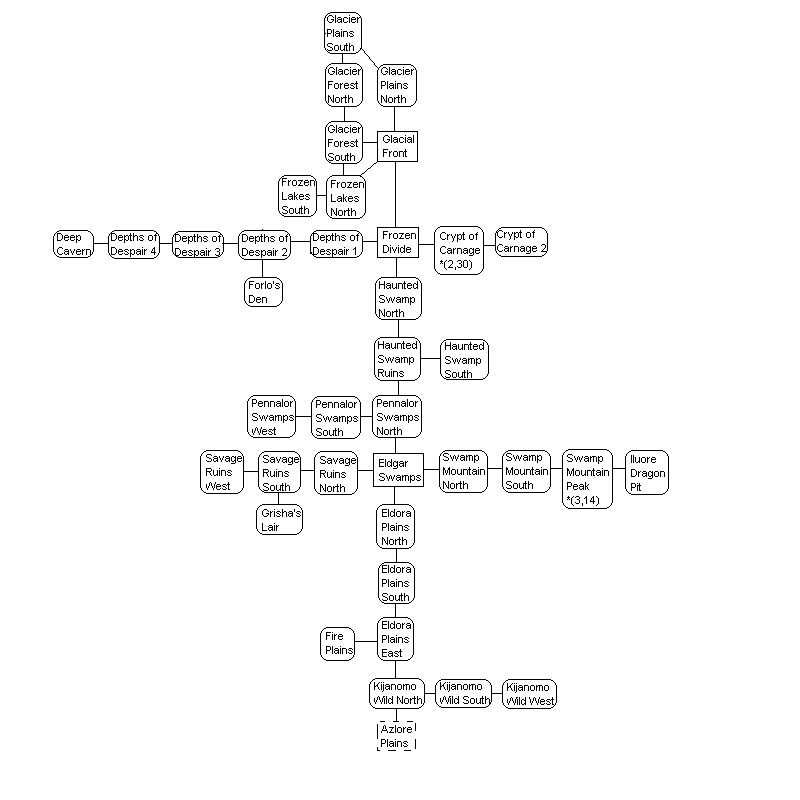 Glacier
Plains
South
Glacier
Forest
North
Glacier
Plains
North
Glacier
Forest
South
Glacial
Front
Frozen
Lakes
South
Frozen
Lakes
North
Deep
Cavern
Depths of
Despair 4
Depths of
Despair 3
Depths of
Despair 2
Depths of
Despair 1
Frozen
Divide
Crypt of
Carnage
*(2,30)
Crypt of
Carnage 2
Forlo's
Den
Haunted
Swamp
North
Haunted
Swamp
Ruins
Haunted
Swamp
South
Pennalor
Swamps
West
Pennalor
Swamps
South
Pennalor
Swamps
North
Savage
Ruins
West
Savage
Ruins
South
Savage
Ruins
North
Eldgar
Swamps
Swamp
Mountain
North
Swamp
Mountain
South
Swamp
Mountain
Peak
*(3,14)
Iluore
Dragon
Pit
Grisha's
Lair
Eldora
Plains
North
Eldora
Plains
South
Fire
Plains
Eldora
Plains
East
Kijanomo
Wild North
Kijanomo
Wild South
Kijanomo
Wild West
Azlore
Plains